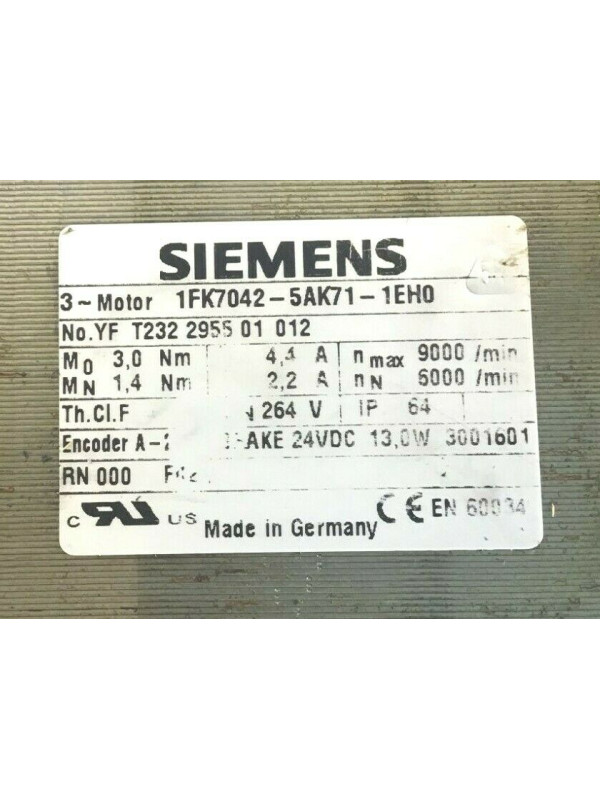 SIEMENS
3~Motor 1FK7042-5AK71-1EH0
No.YF T232 2955 01 012
M0 3,0 Nm 4,4 A nmax 9000 /min
MN 1,4 Nm 2,2 A nN 6000 /min
Th.Cl.F 264 V IP 64
Encoder 24VDC 13,0W 3001601
RN 000
c US CE EN 60034
Made in Germany